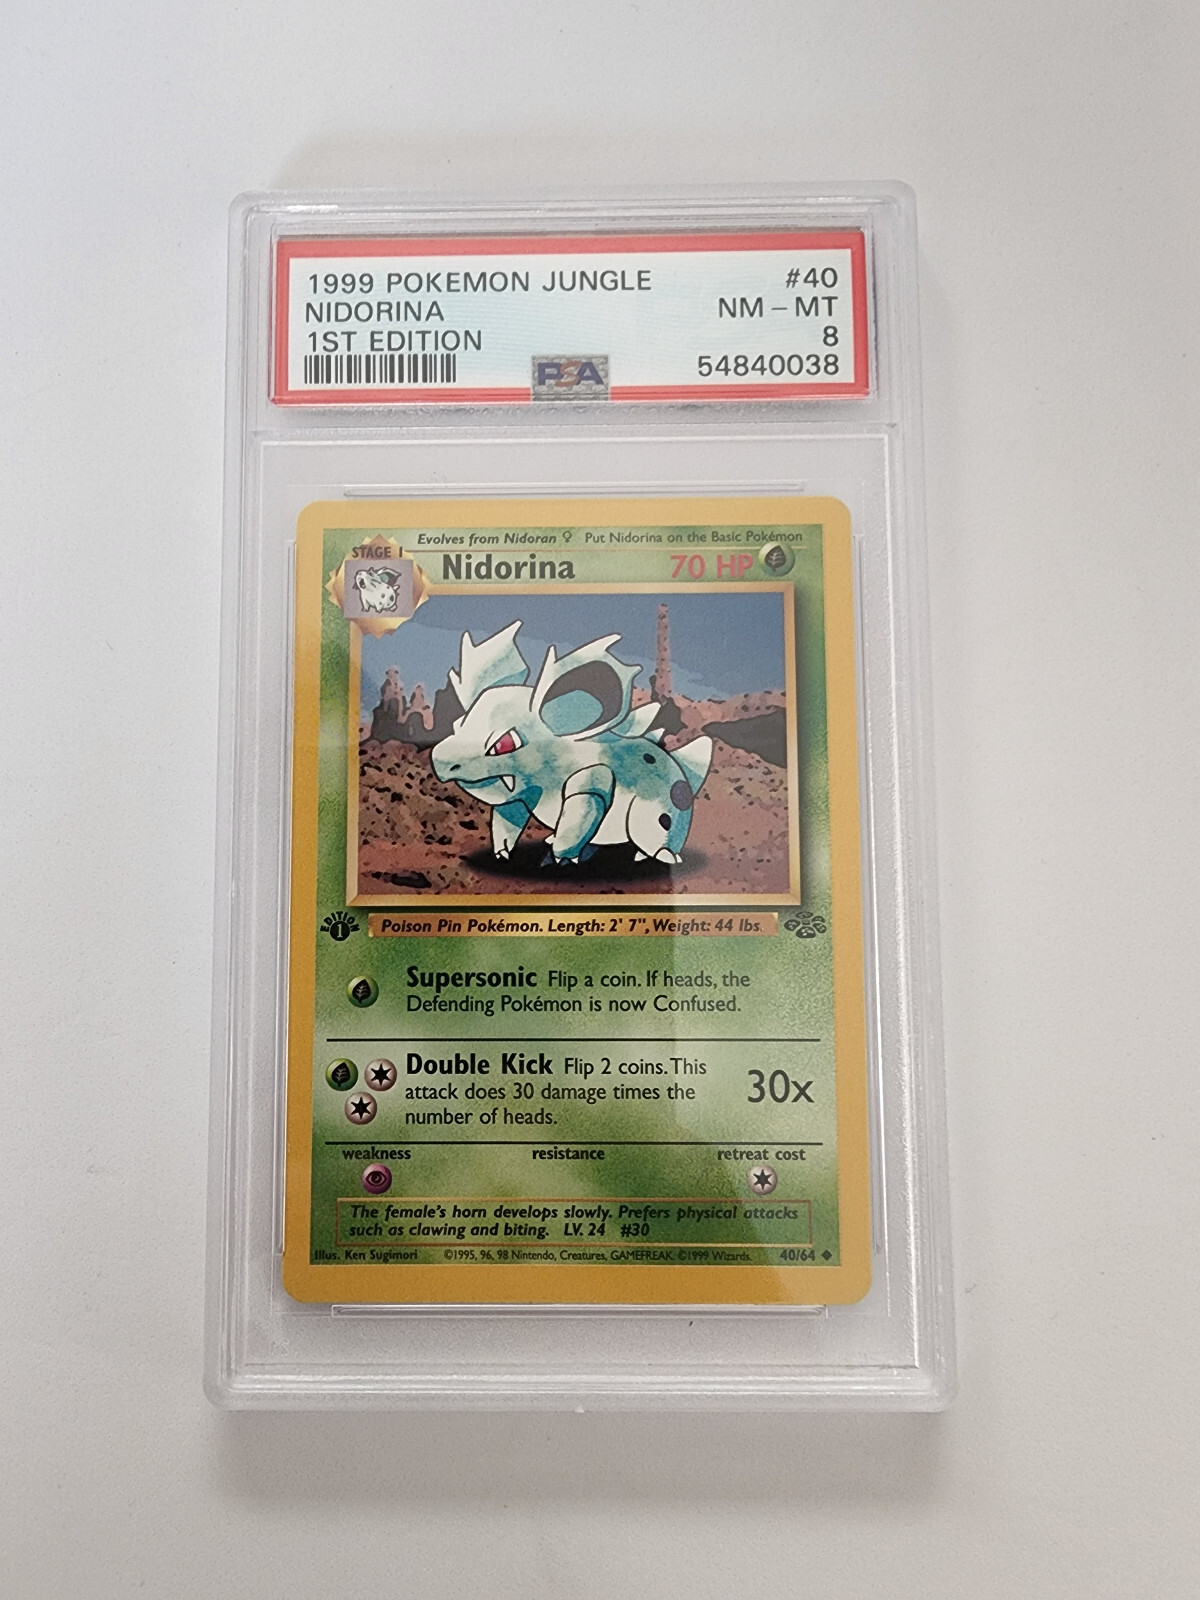 1999 POKEMON JUNGLE #40
NIDORINA NM – MT
1ST EDITION 8
PSA 54840038
Evolves from Nidoran ♀ Put Nidorina on the Basic Pokémon
STAGE 1
Nidorina 70 HP
EDITION
1
Poison Pin Pokémon. Length: 2' 7", Weight: 44 lbs.
Supersonic Flip a coin. If heads, the
Defending Pokémon is now Confused.
Double Kick Flip 2 coins. This
attack does 30 damage times the
number of heads.
30x
weakness resistance retreat cost
The female's horn develops slowly. Prefers physical attacks
such as clawing and biting. LV. 24 #30
Illus. Ken Sugimori ©1995, 96, 98 Nintendo, Creatures, GAMEFREAK. ©1999 Wizards. 40/64 ◆